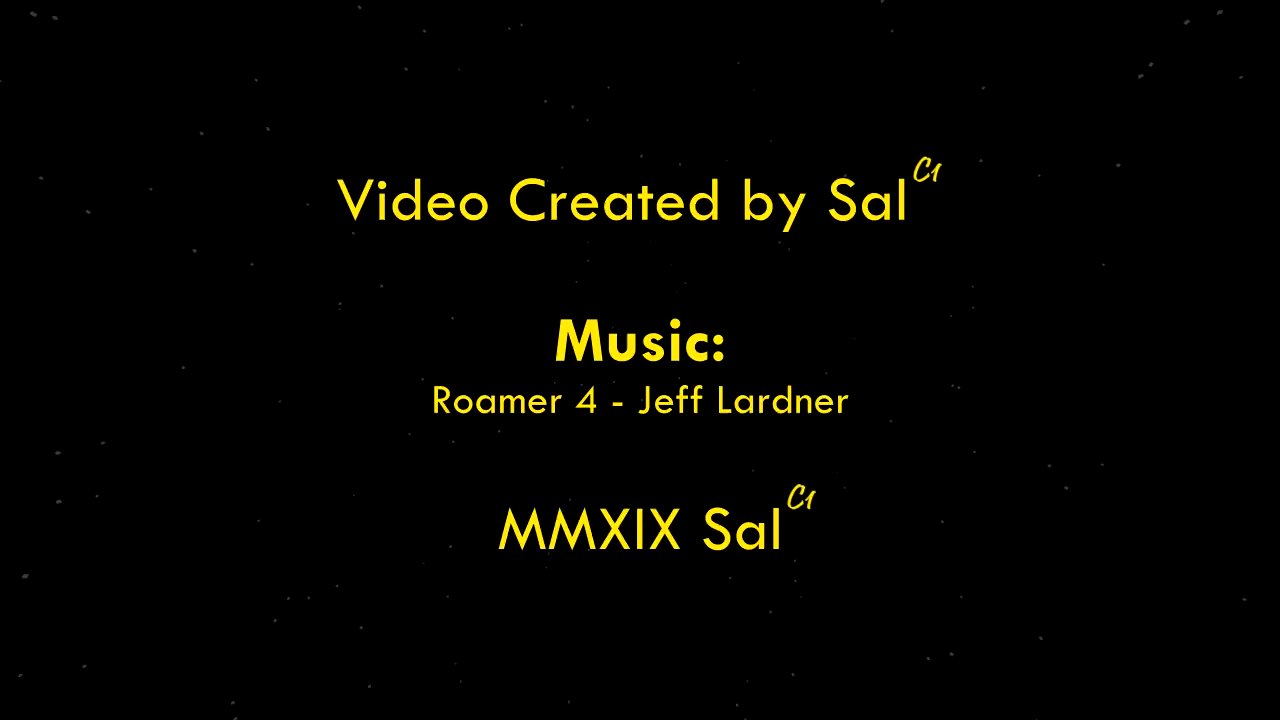 Video Created by Sal C1
Music:
Roamer 4 - Jeff Lardner
MMXIX Sal C1